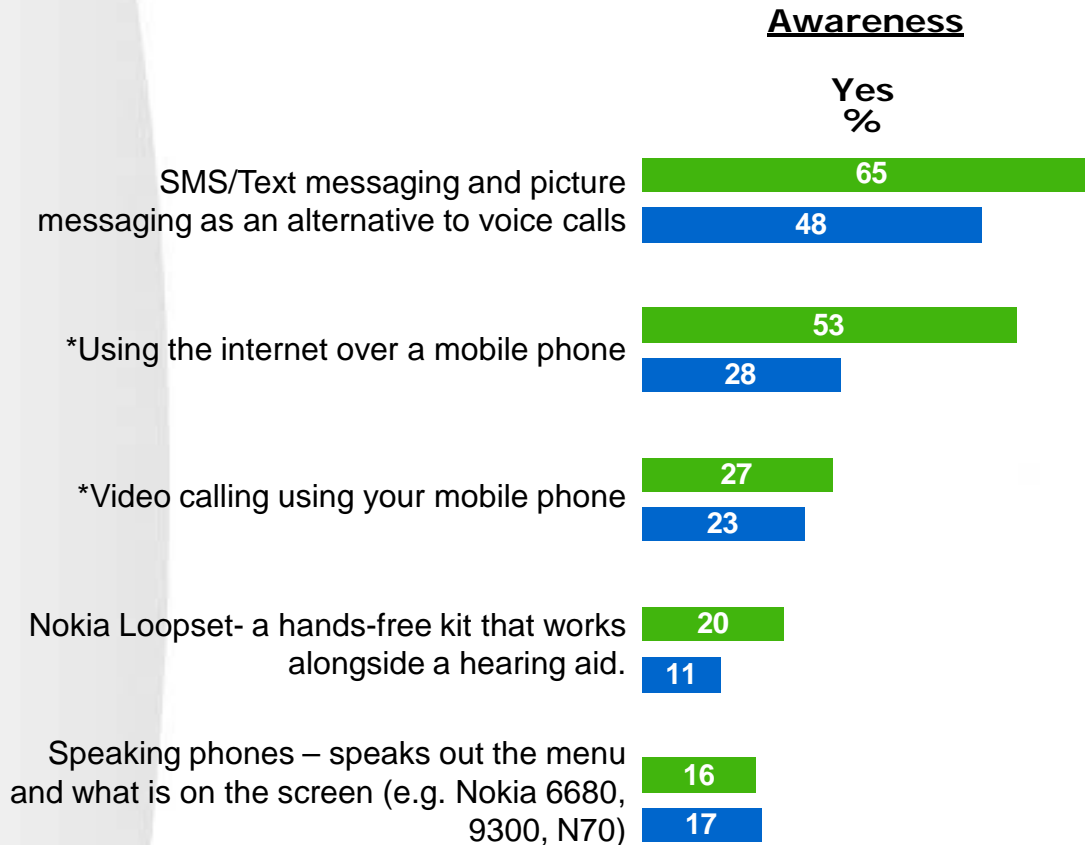 Awareness
Yes
%
SMS/Text messaging and picture
messaging as an alternative to voice calls
65
48
*Using the internet over a mobile phone
53
28
*Video calling using your mobile phone
27
23
Nokia Loopset- a hands-free kit that works
alongside a hearing aid.
20
11
Speaking phones – speaks out the menu
and what is on the screen (e.g. Nokia 6680,
9300, N70)
16
17